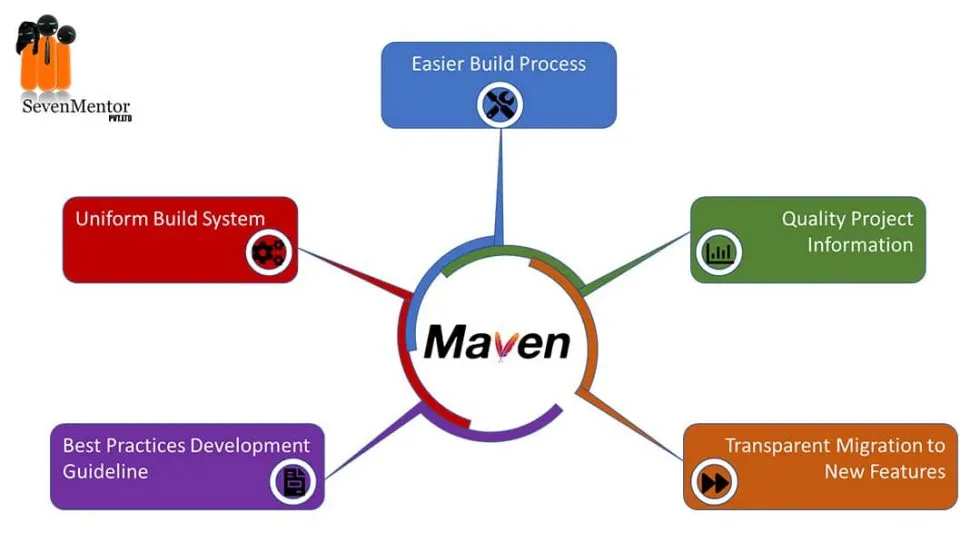 SevenMentor
PVT.LTD
Easier Build Process
Uniform Build System
Quality Project
Information
Maven
Best Practices Development
Guideline
Transparent Migration to
New Features